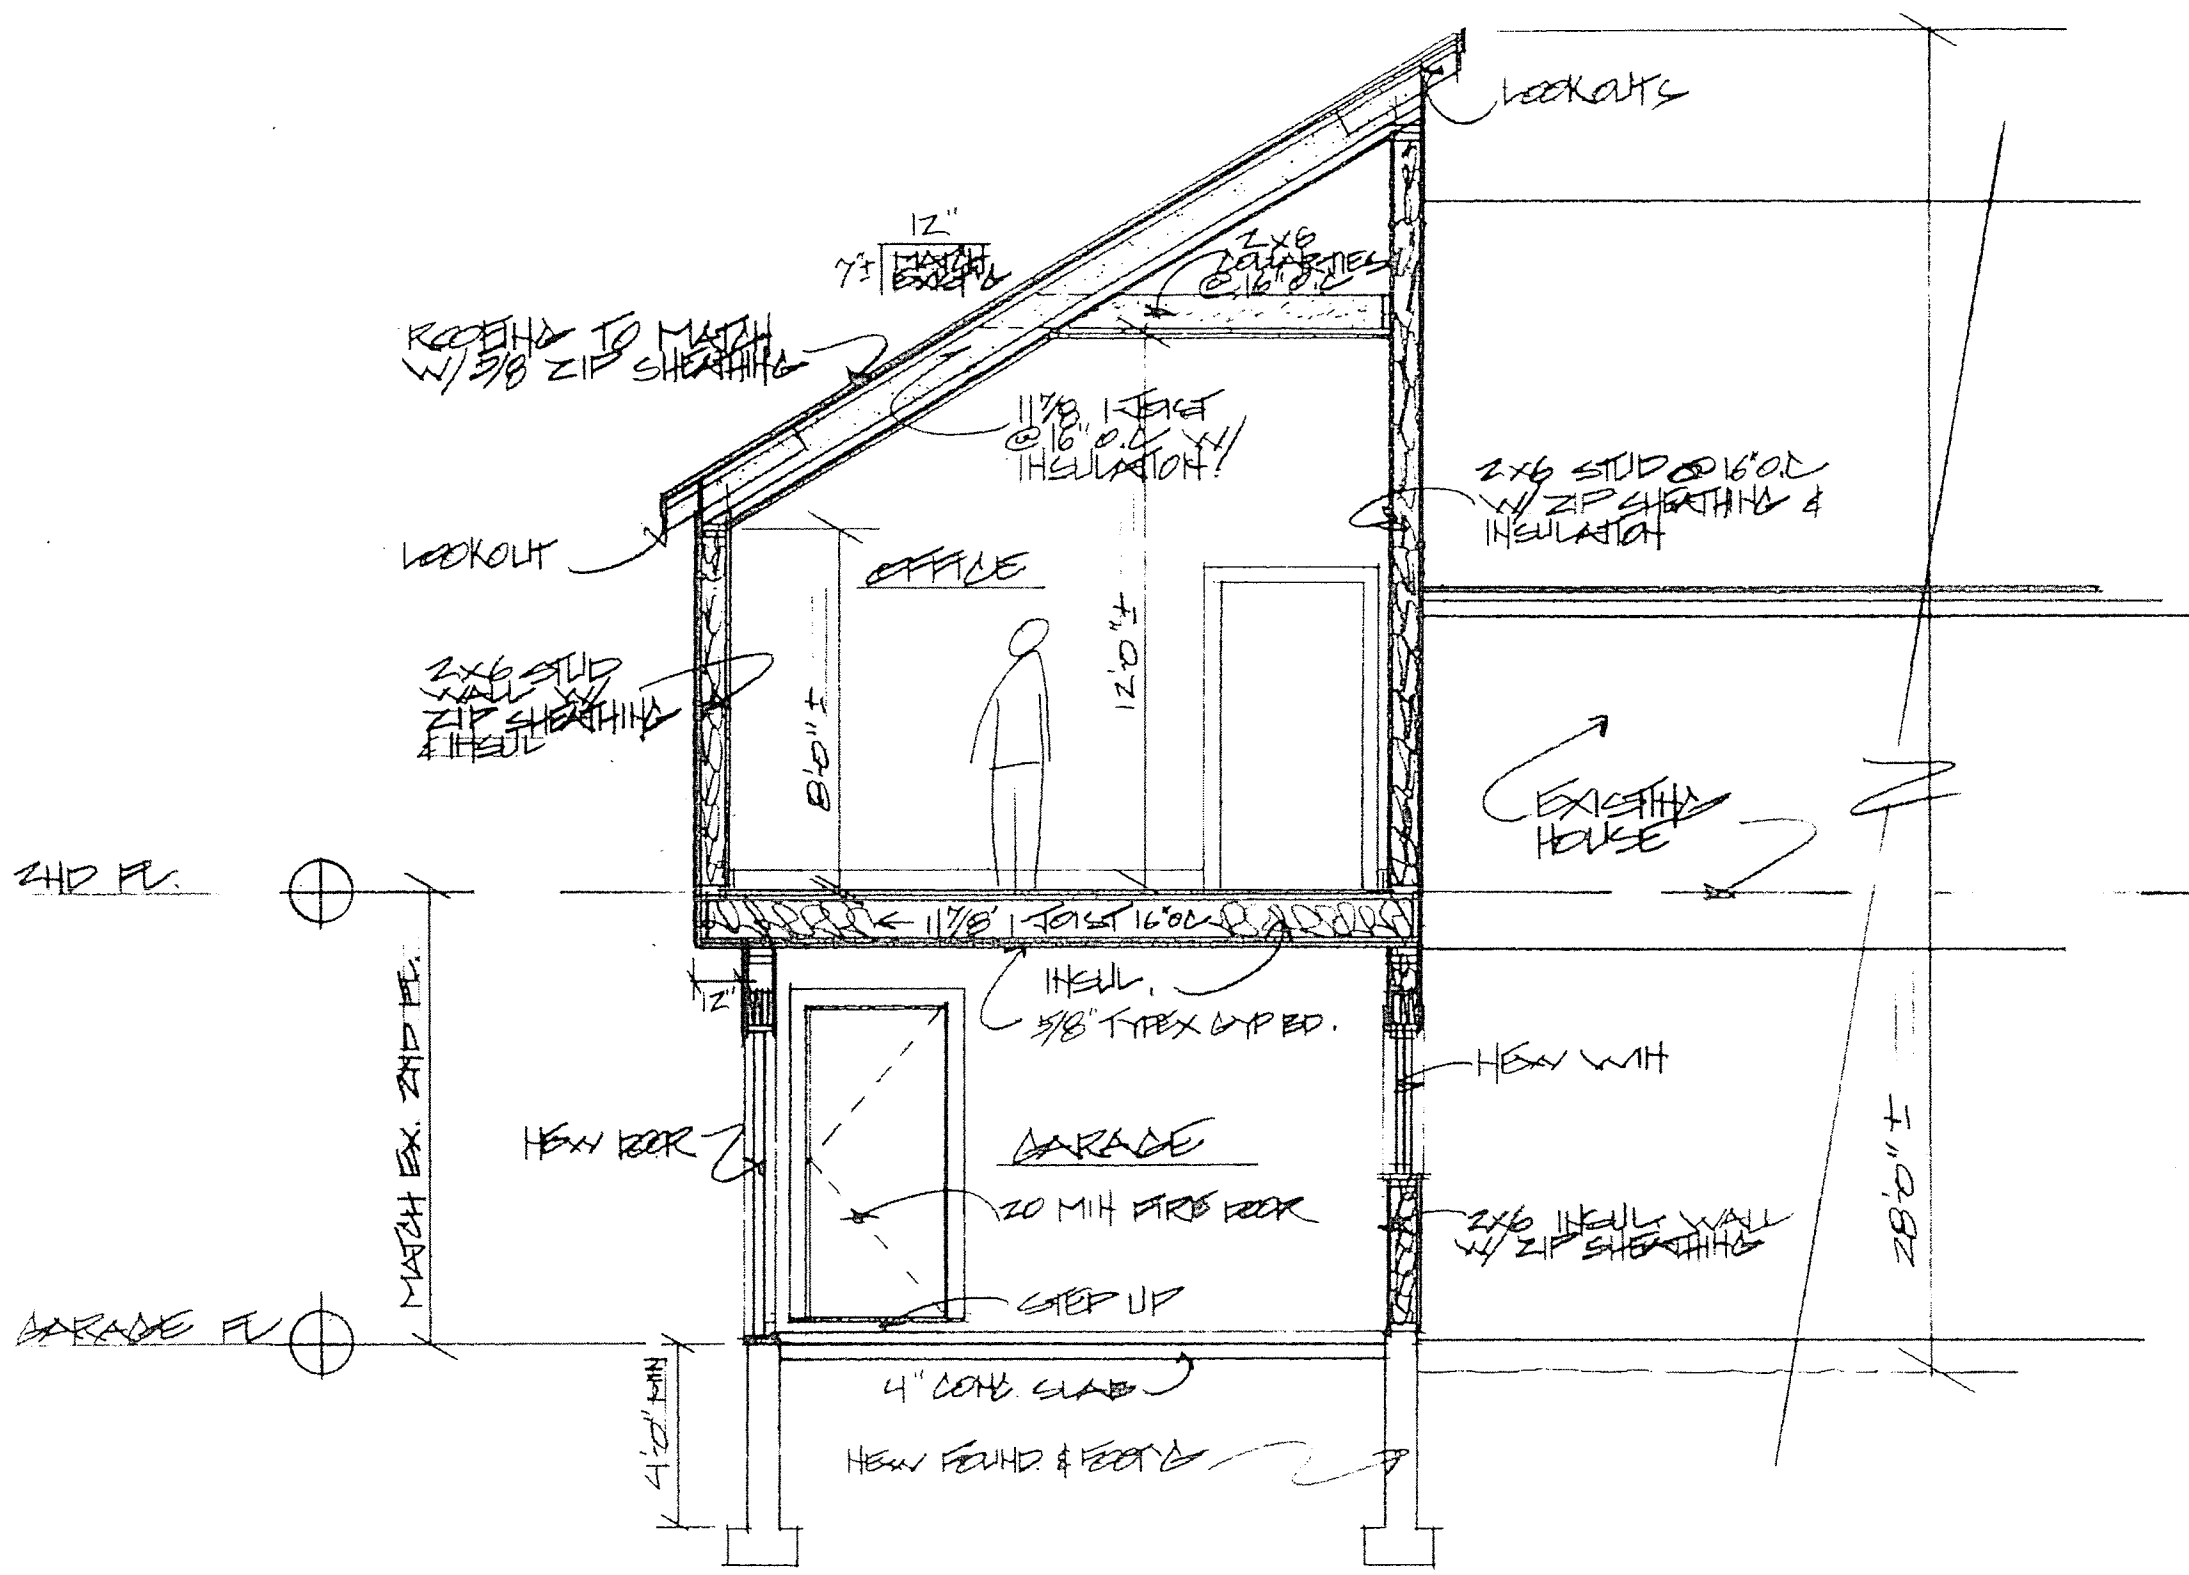 LOOKOUTS
12"
7"±
MATCH
EXIST'G
2x6
COLLARTIES
@ 16" O.C
ROOFING TO MATCH
W/ 5/8 ZIP SHEATHING
11 7/8 I-JOIST
@ 16" O.C W/
INSULATION!
2x6 STUD @ 16" O.C
W/ ZIP SHEATHING &
INSULATION
LOOKOUT
OFFICE
2x6 STUD
WALL W/
ZIP SHEATHING
& INSUL
8'-0" ±
12'-0" ±
EXISTING
HOUSE
2ND FL.
11 7/8" I-JOIST 16" OC
12"
INSUL.
5/8" TYPE X GYP BD.
MATCH EX. 2ND FL.
NEW WIN
NEW DOOR
GARAGE
20 MIN FIRE DOOR
28'-0" ±
2x6 INSUL. WALL
W/ ZIP SHEATHING
STEP UP
GARAGE FL
4'-0" MIN
4" CONC. SLAB
NEW FOUND. & FOOT'G